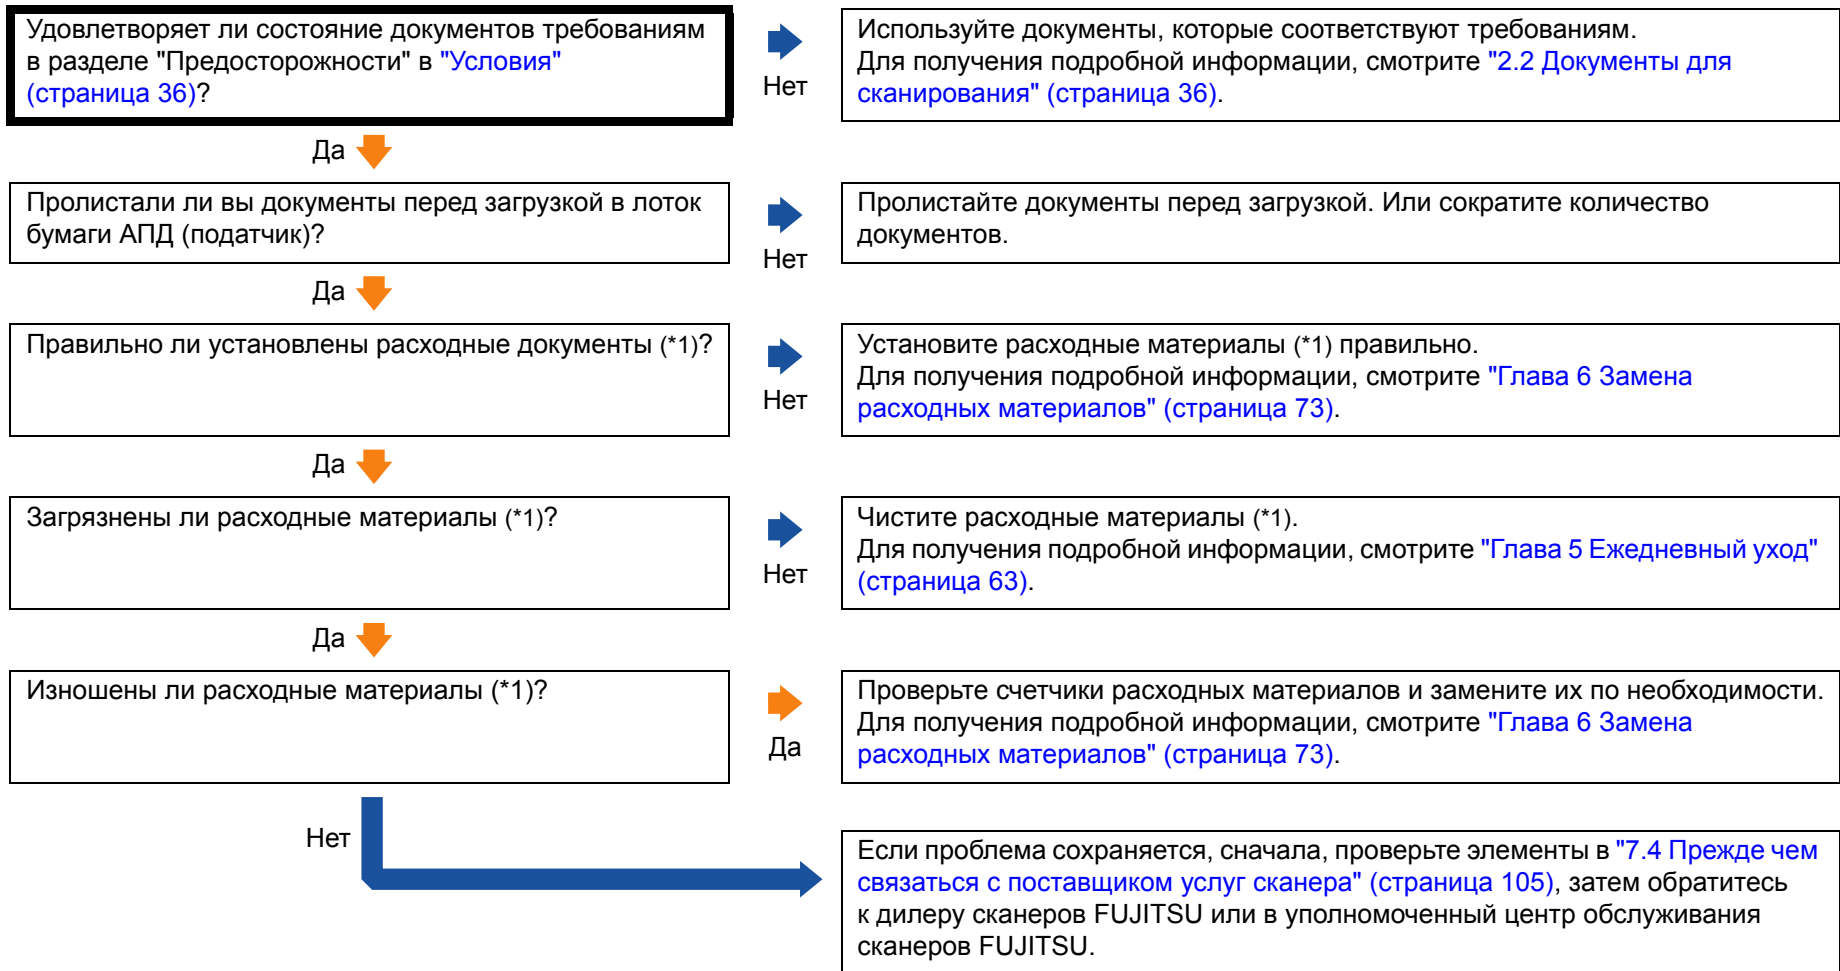 Удовлетворяет ли состояние документов требованиям
в разделе "Предосторожности" в "Условия"
(страница 36)?
Нет
Используйте документы, которые соответствуют требованиям.
Для получения подробной информации, смотрите "2.2 Документы для
сканирования" (страница 36).
Да
Пролистали ли вы документы перед загрузкой в лоток
бумаги АПД (податчик)?
Нет
Пролистайте документы перед загрузкой. Или сократите количество
документов.
Да
Правильно ли установлены расходные документы (*1)?
Нет
Установите расходные материалы (*1) правильно.
Для получения подробной информации, смотрите "Глава 6 Замена
расходных материалов" (страница 73).
Да
Загрязнены ли расходные материалы (*1)?
Нет
Чистите расходные материалы (*1).
Для получения подробной информации, смотрите "Глава 5 Ежедневный уход"
(страница 63).
Да
Изношены ли расходные материалы (*1)?
Да
Проверьте счетчики расходных материалов и замените их по необходимости.
Для получения подробной информации, смотрите "Глава 6 Замена
расходных материалов" (страница 73).
Нет
Если проблема сохраняется, сначала, проверьте элементы в "7.4 Прежде чем
связаться с поставщиком услуг сканера" (страница 105), затем обратитесь
к дилеру сканеров FUJITSU или в уполномоченный центр обслуживания
сканеров FUJITSU.